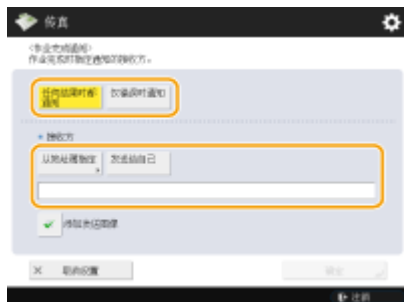 传真
<作业完成通知>
作业完成时指定通知的接收方。
任何结果时都
通知
仅错误时通知
接收方
从地址簿指定
发送给自己
附加发送图像
取消设置
确定
注销